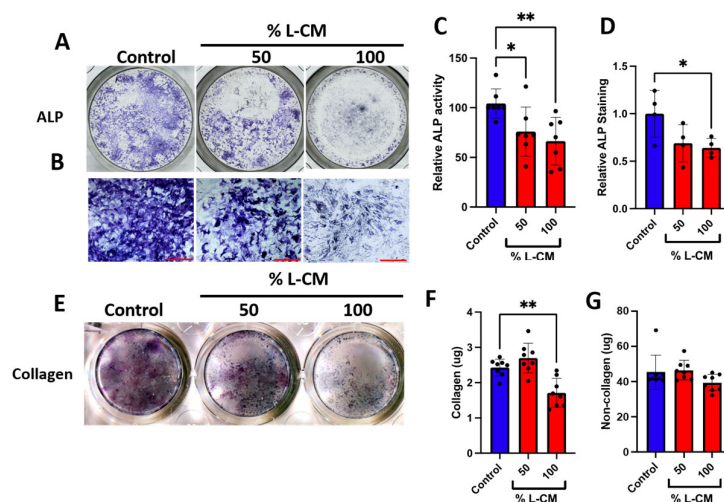 A
% L-CM
Control
50
100
ALP
B
C
**
*
Relative ALP activity
150
100
50
0
Control
50
100
% L-CM
D
*
Relative ALP Staining
1.5
1.0
0.5
0.0
Control
50
100
% L-CM
E
% L-CM
Control
50
100
Collagen
F
**
Collagen (ug)
4
3
2
1
0
Control
50
100
% L-CM
G
Non-collagen (ug)
80
60
40
20
0
Control
50
100
% L-CM